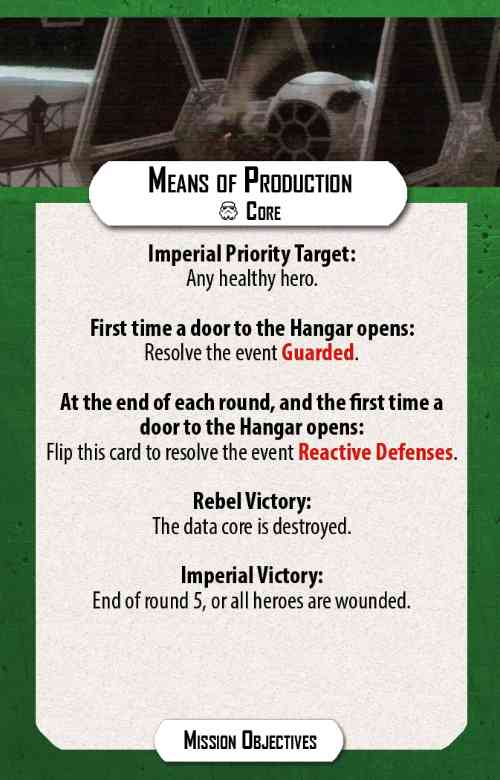 Means of Production
Core
Imperial Priority Target:
Any healthy hero.
First time a door to the Hangar opens:
Resolve the event Guarded.
At the end of each round, and the first time a
door to the Hangar opens:
Flip this card to resolve the event Reactive Defenses.
Rebel Victory:
The data core is destroyed.
Imperial Victory:
End of round 5, or all heroes are wounded.
Mission Objectives